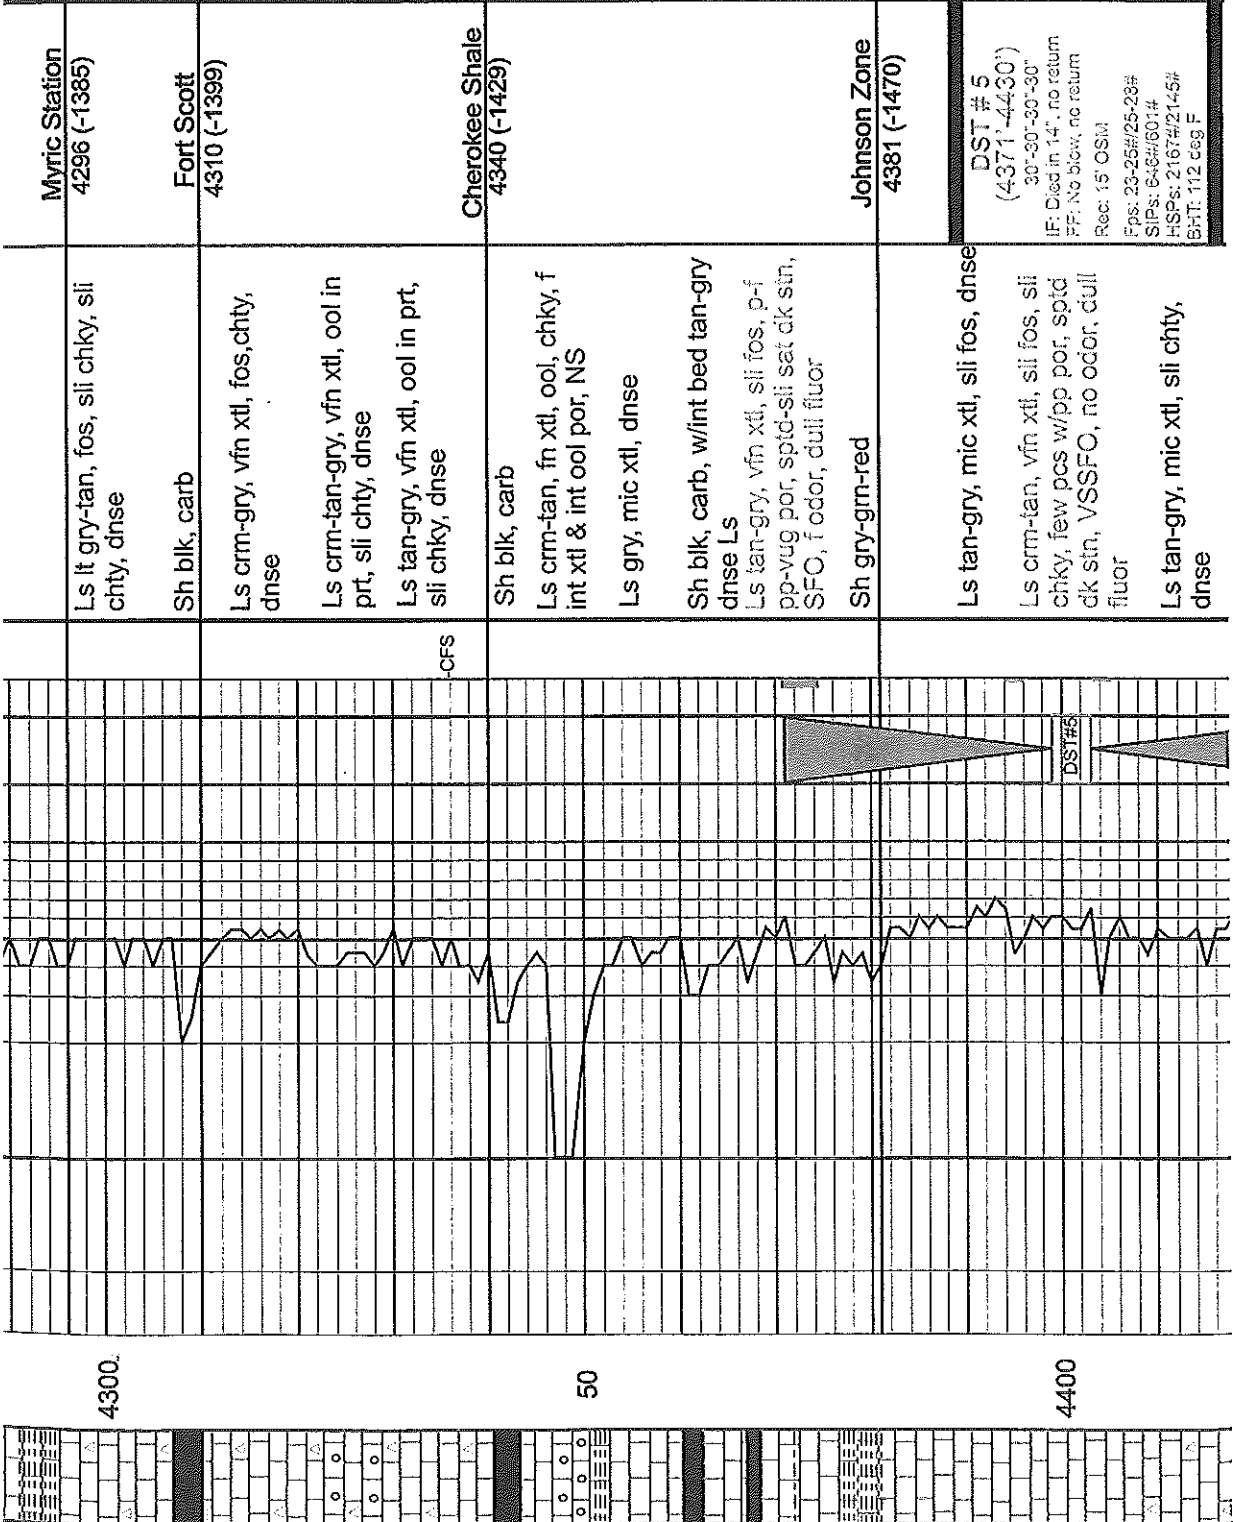 Myric Station
4296 (-1385)
Fort Scott
4310 (-1399)
Cherokee Shale
4340 (-1429)
Johnson Zone
4381 (-1470)
DST # 5
(4371'-4430')
30"-30"-30"-30"
IF: Died in 14", no return
FF: No blow, no return
Rec: 15' OSM
Fps: 23-25#/25-28#
SIPs: 646#/601#
HSPs: 2167#/2145#
BHT: 112 deg F
Ls lt gry-tan, fos, sli chky, sli
chty, dnse
Sh blk, carb
Ls crm-gry, vfn xtl, fos,chty,
dnse
Ls crm-tan-gry, vfn xtl, ool in
prt, sli chty, dnse
Ls tan-gry, vfn xtl, ool in prt,
sli chky, dnse
Sh blk, carb
Ls crm-tan, fn xtl, ool, chky, f
int xtl & int ool por, NS
Ls gry, mic xtl, dnse
Sh blk, carb, w/int bed tan-gry
dnse Ls
Ls tan-gry, vfn xtl, sli fos, p-f
pp-vug por, sptd-sli sat dk stn,
SFO, f odor, dull fluor
Sh gry-grn-red
Ls tan-gry, mic xtl, sli fos, dnse
Ls crm-tan, vfn xtl, sli fos, sli
chky, few pcs w/pp por, sptd
dk stn, VSSFO, no odor, dull
fluor
Ls tan-gry, mic xtl, sli chty,
dnse
-CFS
DST#5
4300
50
4400